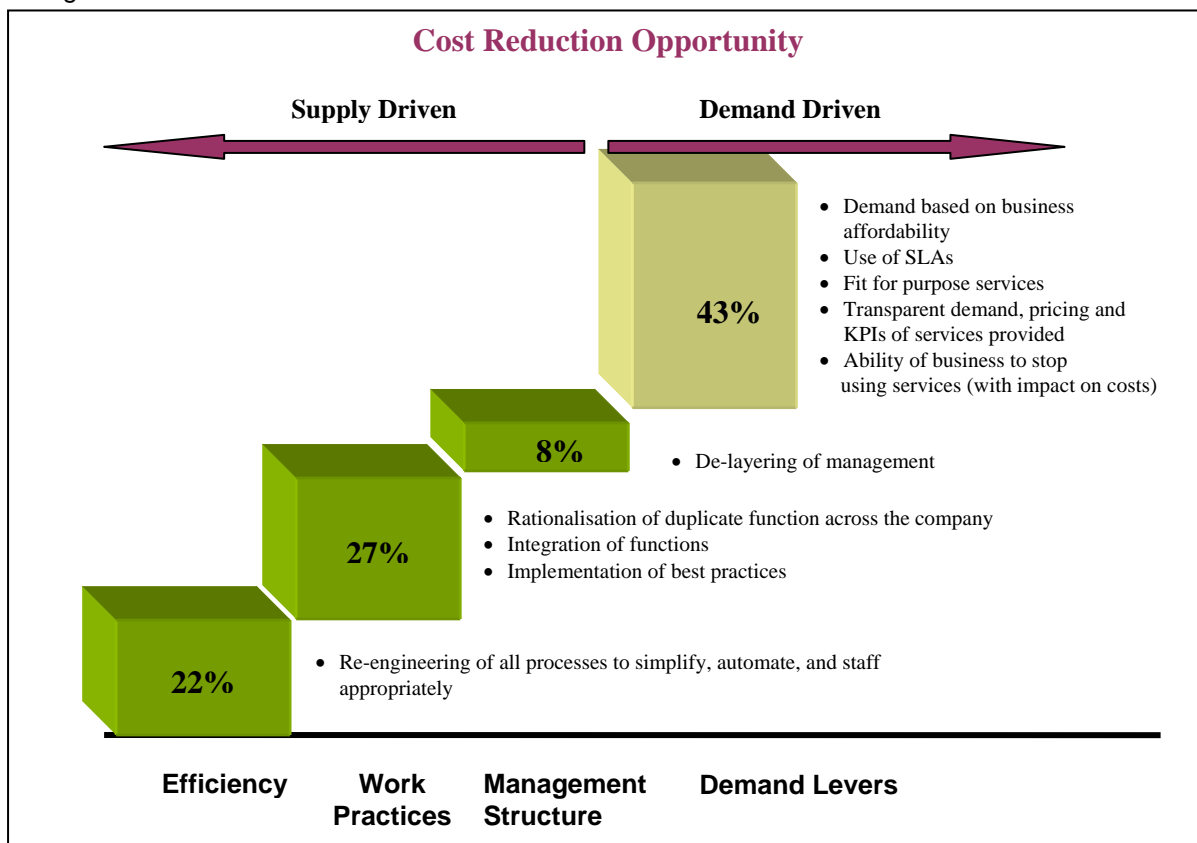 Cost Reduction Opportunity
Supply Driven
Demand Driven
• Demand based on business
affordability
• Use of SLAs
• Fit for purpose services
• Transparent demand, pricing and
KPIs of services provided
• Ability of business to stop
using services (with impact on costs)
43%
8%
• De-layering of management
27%
• Rationalisation of duplicate function across the company
• Integration of functions
• Implementation of best practices
22%
• Re-engineering of all processes to simplify, automate, and staff
appropriately
Efficiency
Work
Practices
Management
Structure
Demand Levers